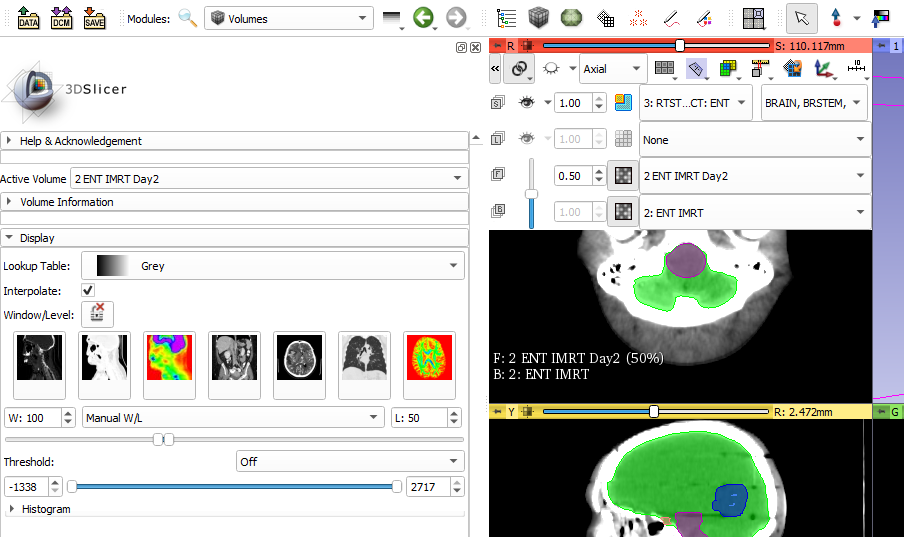 DATA
DCM
SAVE
Modules:
Volumes
3DSlicer
Help & Acknowledgement
Active Volume
2 ENT IMRT Day2
Volume Information
Display
Lookup Table:
Grey
Interpolate:
Window/Level:
W: 100
Manual W/L
L: 50
Threshold:
Off
-1338
2717
Histogram
R
S: 110.117mm
1
Axial
10
S
1.00
3: RTST...CT: ENT
BRAIN, BRSTEM,
L
1.00
None
F
0.50
2 ENT IMRT Day2
B
1.00
2: ENT IMRT
F: 2 ENT IMRT Day2 (50%)
B: 2: ENT IMRT
Y
R: 2.472mm
G